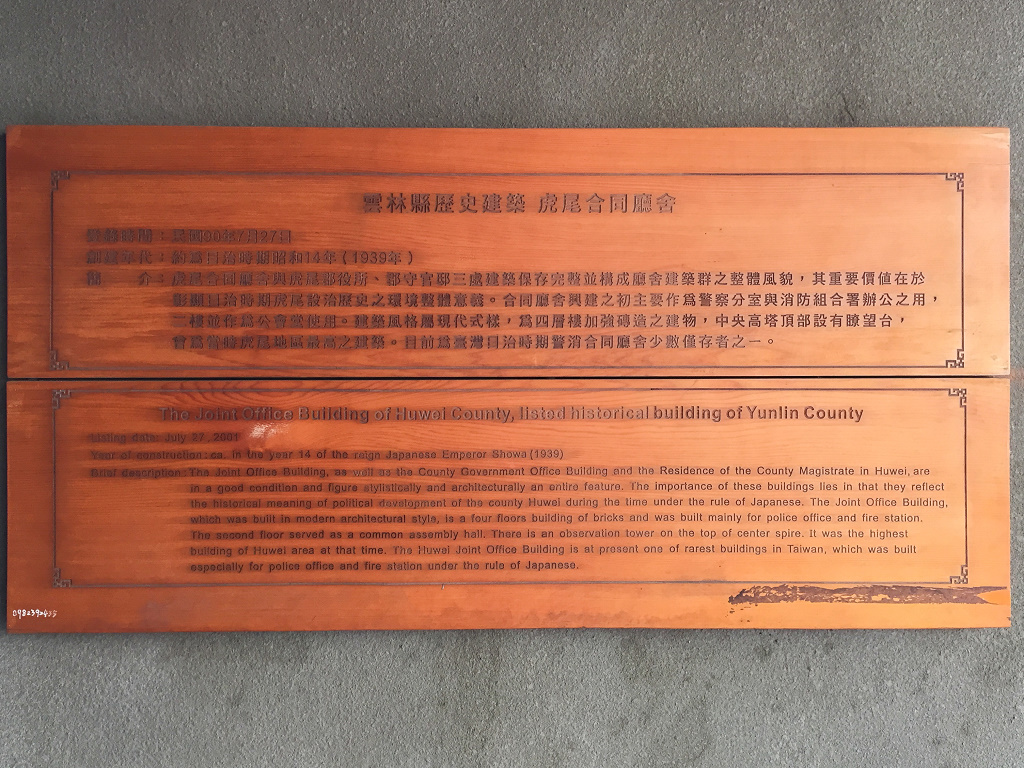 雲林縣歷史建築 虎尾合同廳舍
登錄時間：民國90年7月27日
創建年代：約為日治時期昭和14年（1939年）
簡　　介：虎尾合同廳舍與虎尾郡役所、郡守官邸三處建築保存完整並構成廳舍建築群之整體風貌，其重要價值在於
彰顯日治時期虎尾設治歷史之環境整體意義。合同廳舍興建之初主要作為警察分室與消防組合署辦公之用，
二樓並作為公會堂使用。建築風格屬現代式樣，為四層樓加強磚造之建物，中央高塔頂部設有瞭望台，
曾為當時虎尾地區最高之建築。目前為臺灣日治時期警消合同廳舍少數僅存者之一。
The Joint Office Building of Huwei County, listed historical building of Yunlin County
Listing data: July 27, 2001
Year of construction: ca. in the year 14 of the reign Japanese Emperor Showa (1939)
Brief description: The Joint Office Building, as well as the County Government Office Building and the Residence of the County Magistrate in Huwei, are
in a good condition and figure stylistically and architecturally an entire feature. The importance of these buildings lies in that they reflect
the historical meaning of political development of the county Huwei during the time under the rule of Japanese. The Joint Office Building,
which was built in modern architectural style, is a four floors building of bricks and was built mainly for police office and fire station.
The second floor served as a common assembly hall. There is an observation tower on the top of center spire. It was the highest
building of Huwei area at that time. The Huwei Joint Office Building is at present one of rarest buildings in Taiwan, which was built
especially for police office and fire station under the rule of Japanese.